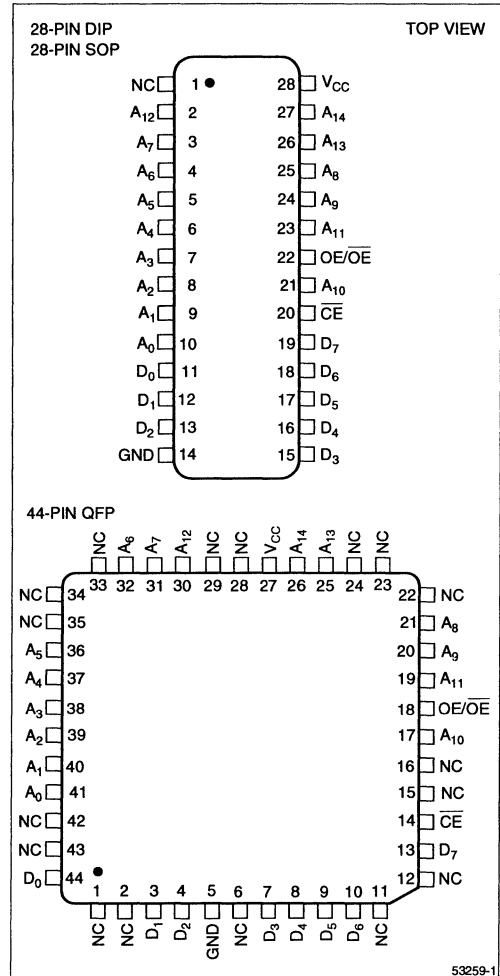 28-PIN DIP TOP VIEW
28-PIN SOP
NC 1 28 VCC
A12 2 27 A14
A7 3 26 A13
A6 4 25 A8
A5 5 24 A9
A4 6 23 A11
A3 7 22 OE/O̅E̅
A2 8 21 A10
A1 9 20 C̅E̅
A0 10 19 D7
D0 11 18 D6
D1 12 17 D5
D2 13 16 D4
GND 14 15 D3
44-PIN QFP
NC A6 A7 A12 NC NC VCC A14 A13 NC NC
33 32 31 30 29 28 27 26 25 24 23
NC 34 22 NC
NC 35 21 A8
A5 36 20 A9
A4 37 19 A11
A3 38 18 OE/O̅E̅
A2 39 17 A10
A1 40 16 NC
A0 41 15 NC
NC 42 14 C̅E̅
NC 43 13 D7
D0 44 12 NC
1 2 3 4 5 6 7 8 9 10 11
NC NC D1 D2 GND NC D3 D4 D5 D6 NC
53259-1